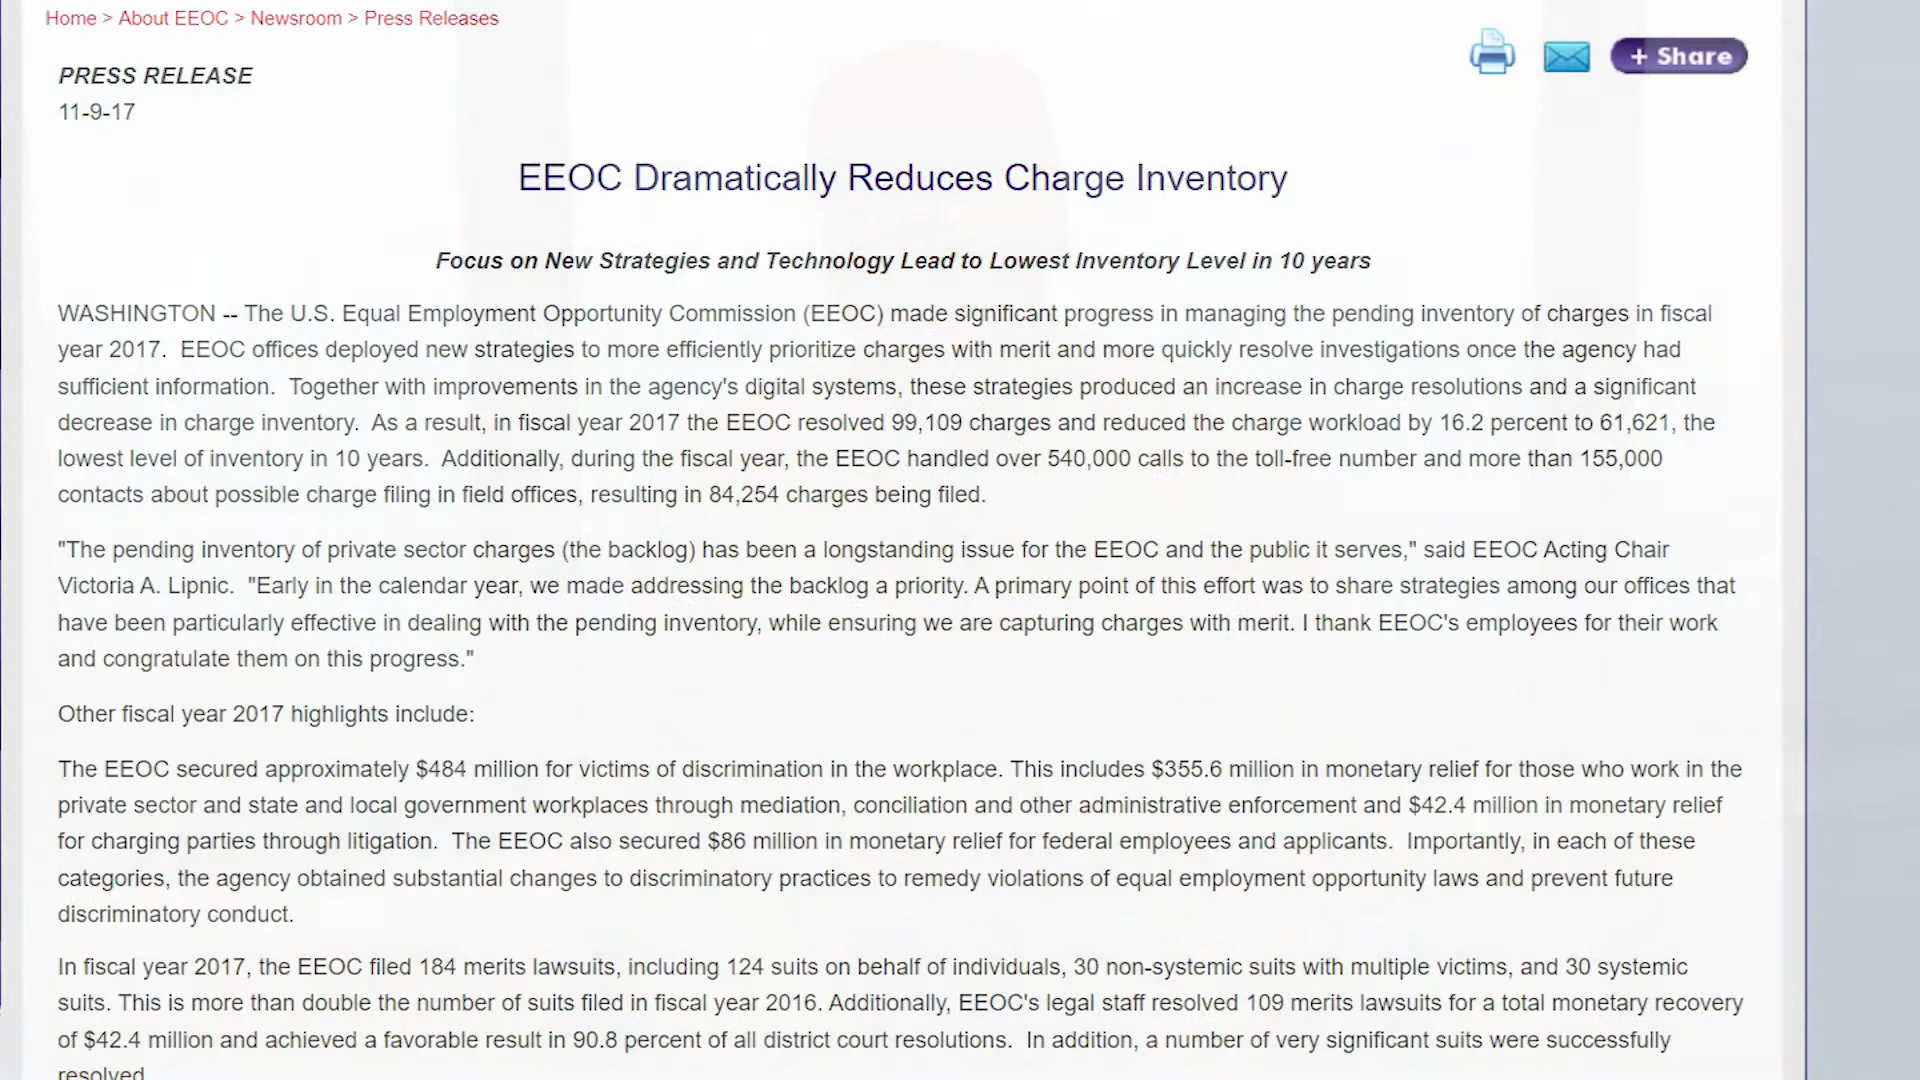 Home > About EEOC > Newsroom > Press Releases
+ Share
PRESS RELEASE
11-9-17
EEOC Dramatically Reduces Charge Inventory
Focus on New Strategies and Technology Lead to Lowest Inventory Level in 10 years
WASHINGTON -- The U.S. Equal Employment Opportunity Commission (EEOC) made significant progress in managing the pending inventory of charges in fiscal
year 2017.  EEOC offices deployed new strategies to more efficiently prioritize charges with merit and more quickly resolve investigations once the agency had
sufficient information.  Together with improvements in the agency's digital systems, these strategies produced an increase in charge resolutions and a significant
decrease in charge inventory.  As a result, in fiscal year 2017 the EEOC resolved 99,109 charges and reduced the charge workload by 16.2 percent to 61,621, the
lowest level of inventory in 10 years.  Additionally, during the fiscal year, the EEOC handled over 540,000 calls to the toll-free number and more than 155,000
contacts about possible charge filing in field offices, resulting in 84,254 charges being filed.
"The pending inventory of private sector charges (the backlog) has been a longstanding issue for the EEOC and the public it serves," said EEOC Acting Chair
Victoria A. Lipnic.  "Early in the calendar year, we made addressing the backlog a priority. A primary point of this effort was to share strategies among our offices that
have been particularly effective in dealing with the pending inventory, while ensuring we are capturing charges with merit. I thank EEOC's employees for their work
and congratulate them on this progress."
Other fiscal year 2017 highlights include:
The EEOC secured approximately $484 million for victims of discrimination in the workplace. This includes $355.6 million in monetary relief for those who work in the
private sector and state and local government workplaces through mediation, conciliation and other administrative enforcement and $42.4 million in monetary relief
for charging parties through litigation.  The EEOC also secured $86 million in monetary relief for federal employees and applicants.  Importantly, in each of these
categories, the agency obtained substantial changes to discriminatory practices to remedy violations of equal employment opportunity laws and prevent future
discriminatory conduct.
In fiscal year 2017, the EEOC filed 184 merits lawsuits, including 124 suits on behalf of individuals, 30 non-systemic suits with multiple victims, and 30 systemic
suits. This is more than double the number of suits filed in fiscal year 2016. Additionally, EEOC's legal staff resolved 109 merits lawsuits for a total monetary recovery
of $42.4 million and achieved a favorable result in 90.8 percent of all district court resolutions.  In addition, a number of very significant suits were successfully
resolved.